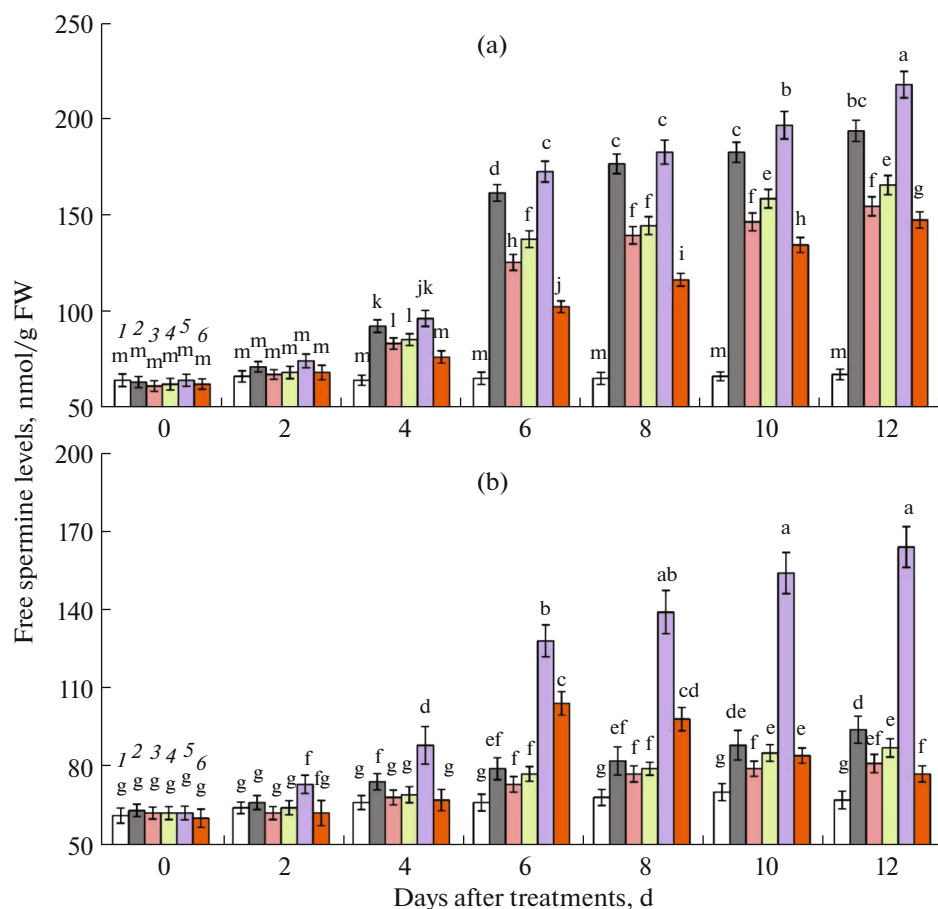 250
(a)
a
b
bc
200
c
c
c
c
d
e
e
f
f
150
f
f
f
g
h
h
i
j
jk
k
100
l
l
m
1 2 3 4 5 6
m m m m m m
m m m m m m
m
m
m
m
m
50
0 2 4 6 8 10 12
200
(b)
a
170
a
ab
140
b
c
110
cd
d
d
de
e
e
ef
ef
ef
f
f
f
f
f
f
f
f
fg
1 2 3 4 5 6
80
g g g g g g
g g g g
g g g g
g
g
g
g
50
0 2 4 6 8 10 12
Days after treatments, d
Free spermine levels, nmol/g FW